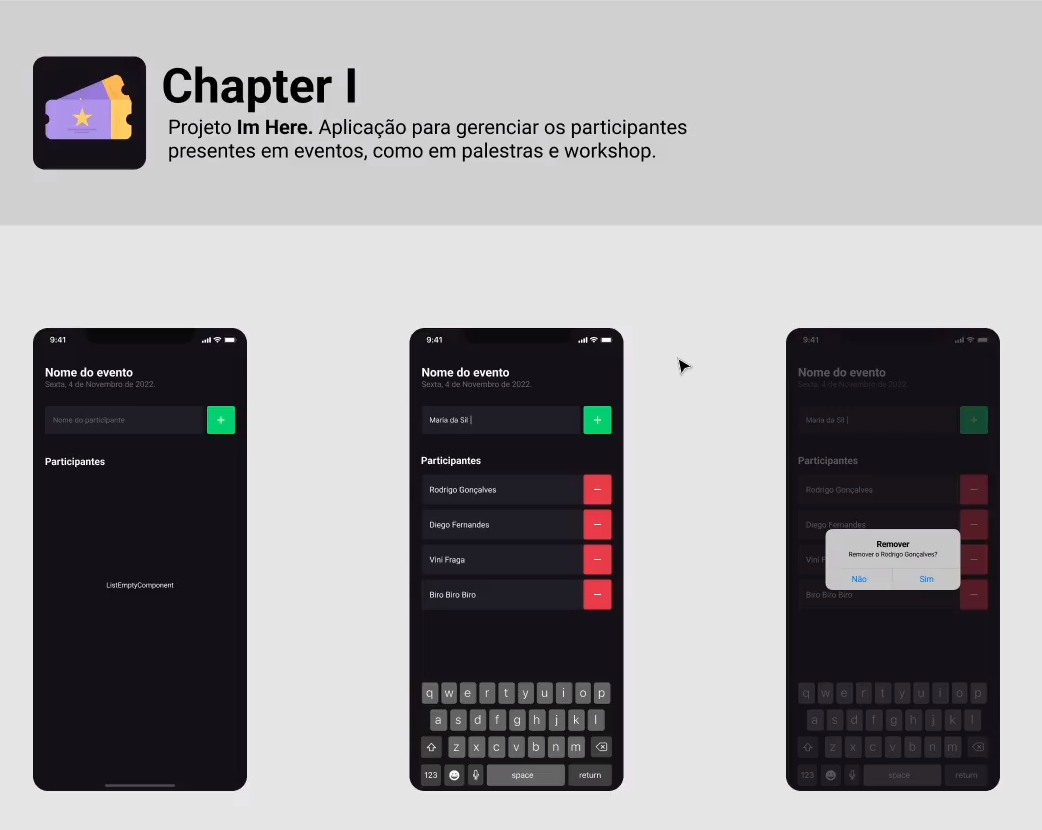 Chapter I
Projeto Im Here. Aplicação para gerenciar os participantes
presentes em eventos, como em palestras e workshop.
9:41
Nome do evento
Sexta, 4 de Novembro de 2022.
Nome do participante
+
Participantes
ListEmptyComponent
9:41
Nome do evento
Sexta, 4 de Novembro de 2022.
Maria da Sil |
+
Participantes
Rodrigo Gonçalves
Diego Fernandes
Vini Fraga
Biro Biro Biro
q w e r t y u i o p
a s d f g h j k l
z x c v b n m
123 space return
9:41
Nome do evento
Sexta, 4 de Novembro de 2022.
Maria da Sil |
+
Participantes
Rodrigo Gonçalves
Diego Fernandes
Remover
Remover o Rodrigo Gonçalves?
Vini F
Não Sim
Biro Biro Biro
q w e r t y u i o p
a s d f g h j k l
z x c v b n m
123 space return